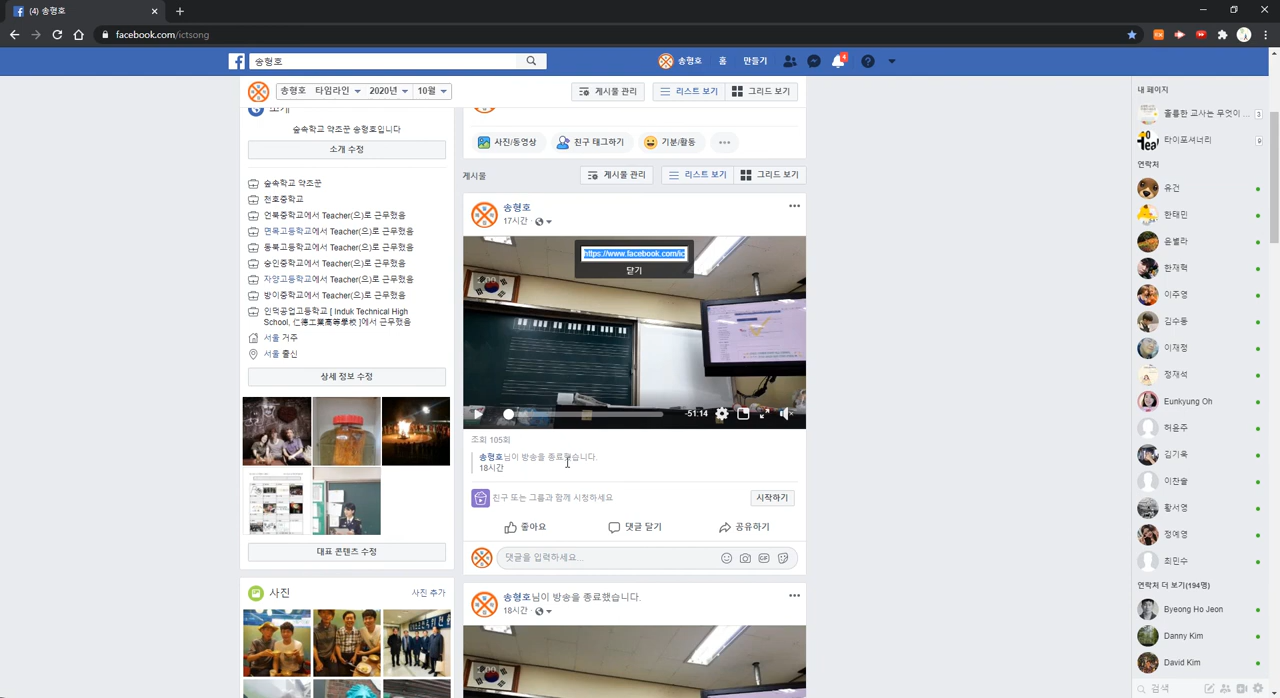 (4) 송형호
facebook.com/ictsong
송형호
송형호 홈 만들기
4
송형호 타임라인 2020년 10월
게시물 관리 리스트 보기 그리드 보기
소개
숲속학교 약초꾼 송형호입니다
소개 수정
숲속학교 약초꾼
전호중학교
언북중학교에서 Teacher(으)로 근무했음
면목고등학교에서 Teacher(으)로 근무했음
동북고등학교에서 Teacher(으)로 근무했음
숭인중학교에서 Teacher(으)로 근무했음
자양고등학교에서 Teacher(으)로 근무했음
방이중학교에서 Teacher(으)로 근무했음
인덕공업고등학교 [ Induk Technical High
School, 仁德工業高等學校 ]에서 근무했음
서울 거주
서울 출신
상세 정보 수정
대표 콘텐츠 수정
사진 사진 추가
사진/동영상 친구 태그하기 기분/활동
게시물 게시물 관리 리스트 보기 그리드 보기
송형호
17시간
https://www.facebook.com/ic
닫기
-51:14
조회 105회
송형호님이 방송을 종료했습니다.
18시간
친구 또는 그룹과 함께 시청하세요 시작하기
좋아요 댓글 달기 공유하기
댓글을 입력하세요...
GIF
송형호님이 방송을 종료했습니다.
18시간
내 페이지
훌륭한 교사는 무엇이 ... 3
타이포셔너리 9
연락처
유건
한태민
윤별라
한재혁
이주영
김수동
이재정
정재석
Eunkyung Oh
허윤주
김기욱
이찬솔
황서영
정예영
최민수
연락처 더 보기(194명)
Byeong Ho Jeon
Danny Kim
David Kim
검색